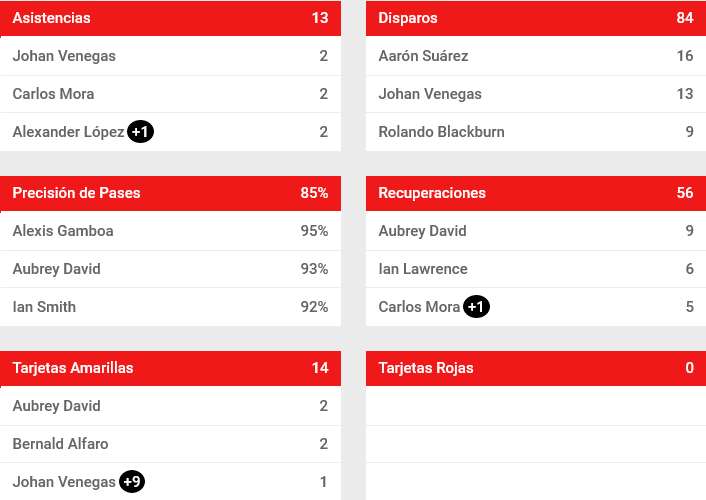 Asistencias 13
Johan Venegas 2
Carlos Mora 2
Alexander López +1 2
Disparos 84
Aarón Suárez 16
Johan Venegas 13
Rolando Blackburn 9
Precisión de Pases 85%
Alexis Gamboa 95%
Aubrey David 93%
Ian Smith 92%
Recuperaciones 56
Aubrey David 9
Ian Lawrence 6
Carlos Mora +1 5
Tarjetas Amarillas 14
Aubrey David 2
Bernald Alfaro 2
Johan Venegas +9 1
Tarjetas Rojas 0